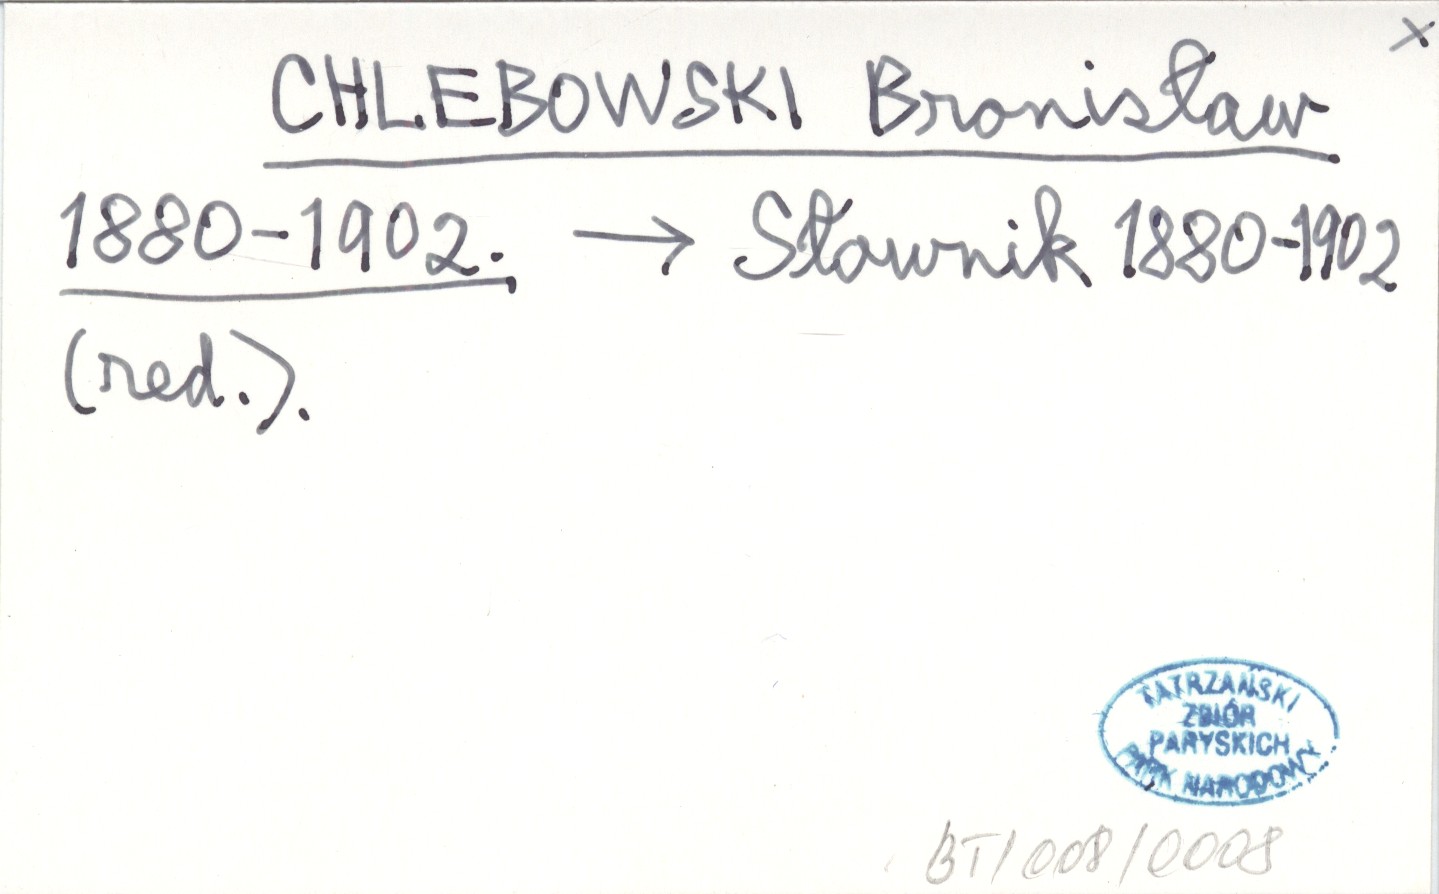 x
CHLEBOWSKI Bronisław
1880-1902. → Słownik 1880-1902
(red.).
TATRZAŃSKI
ZBIÓR
PARYSKICH
PARK NARODOWY
BT/008/0008